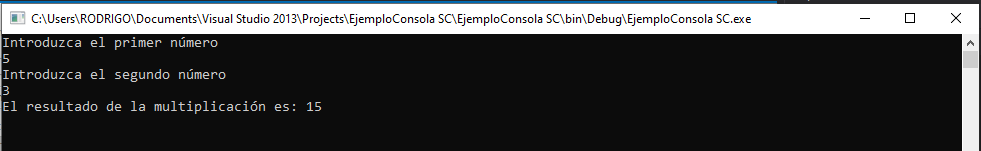 C:\Users\RODRIGO\Documents\Visual Studio 2013\Projects\EjemploConsola SC\EjemploConsola SC\bin\Debug\EjemploConsola SC.exe
Introduzca el primer número
5
Introduzca el segundo número
3
El resultado de la multiplicación es: 15